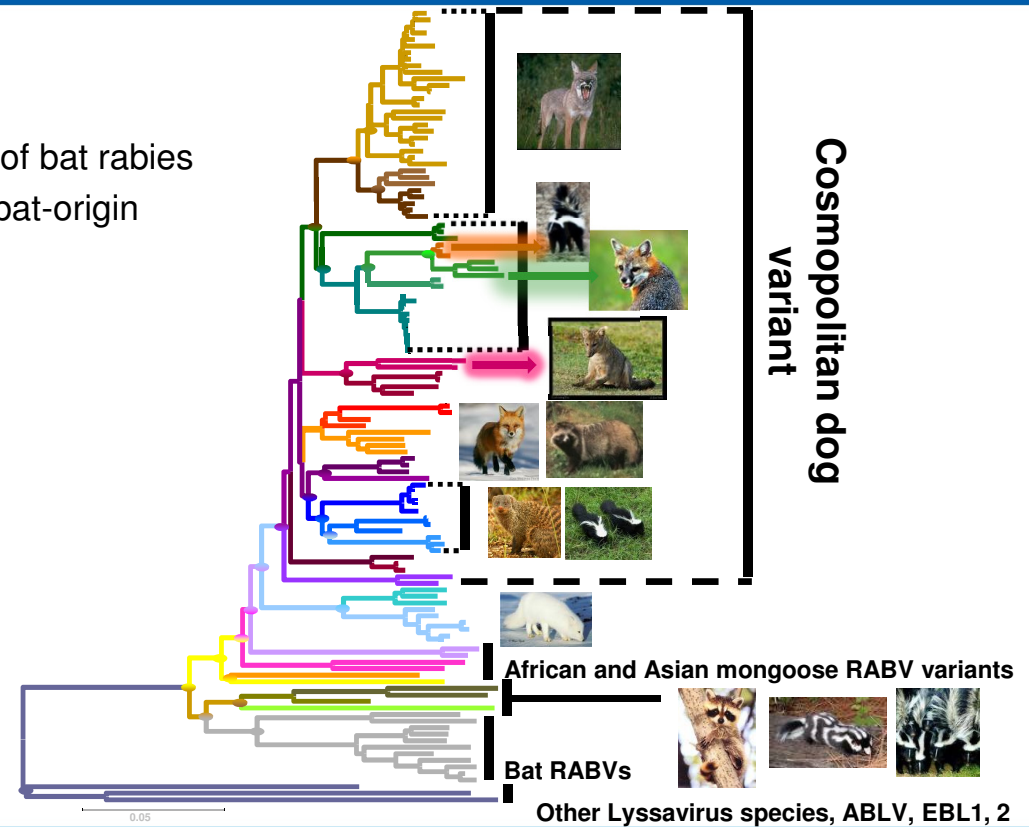 of bat rabies
bat-origin
Cosmopolitan dog
variant
African and Asian mongoose RABV variants
Bat RABVs
Other Lyssavirus species, ABLV, EBL1, 2
0.05